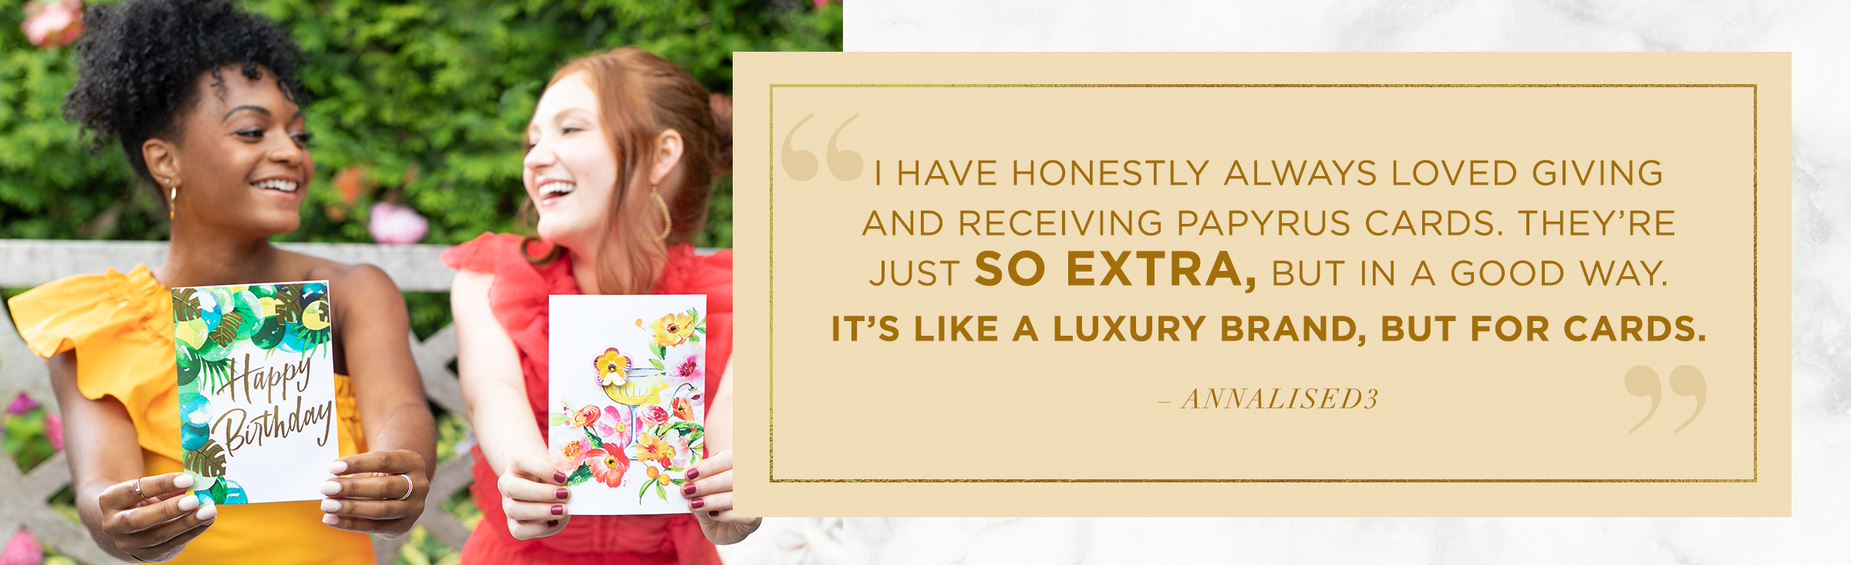 Happy
Birthday
“I HAVE HONESTLY ALWAYS LOVED GIVING
AND RECEIVING PAPYRUS CARDS. THEY’RE
JUST SO EXTRA, BUT IN A GOOD WAY.
IT’S LIKE A LUXURY BRAND, BUT FOR CARDS.”
– ANNALISED3